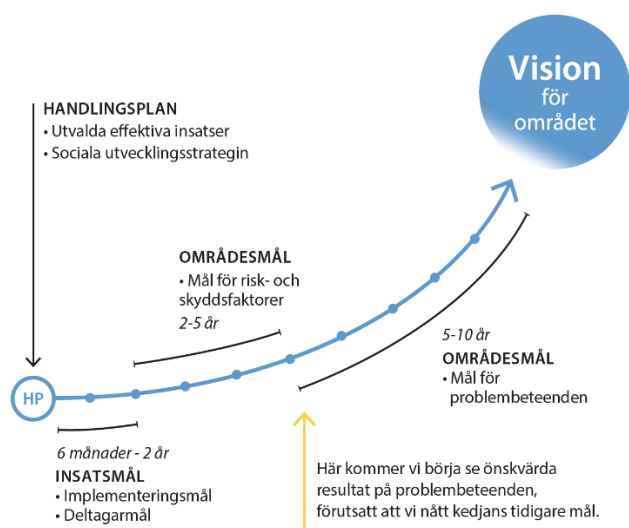 Vision
för
området
HANDLINGSPLAN
• Utvalda effektiva insatser
• Sociala utvecklingsstrategin
OMRÅDESMÅL
• Mål för risk- och
skyddsfaktorer
2-5 år
5-10 år
OMRÅDESMÅL
• Mål för
problembeteenden
HP
6 månader - 2 år
INSATSMÅL
• Implementeringsmål
• Deltagarmål
Här kommer vi börja se önskvärda
resultat på problembeteenden,
förutsatt att vi nått kedjans tidigare mål.